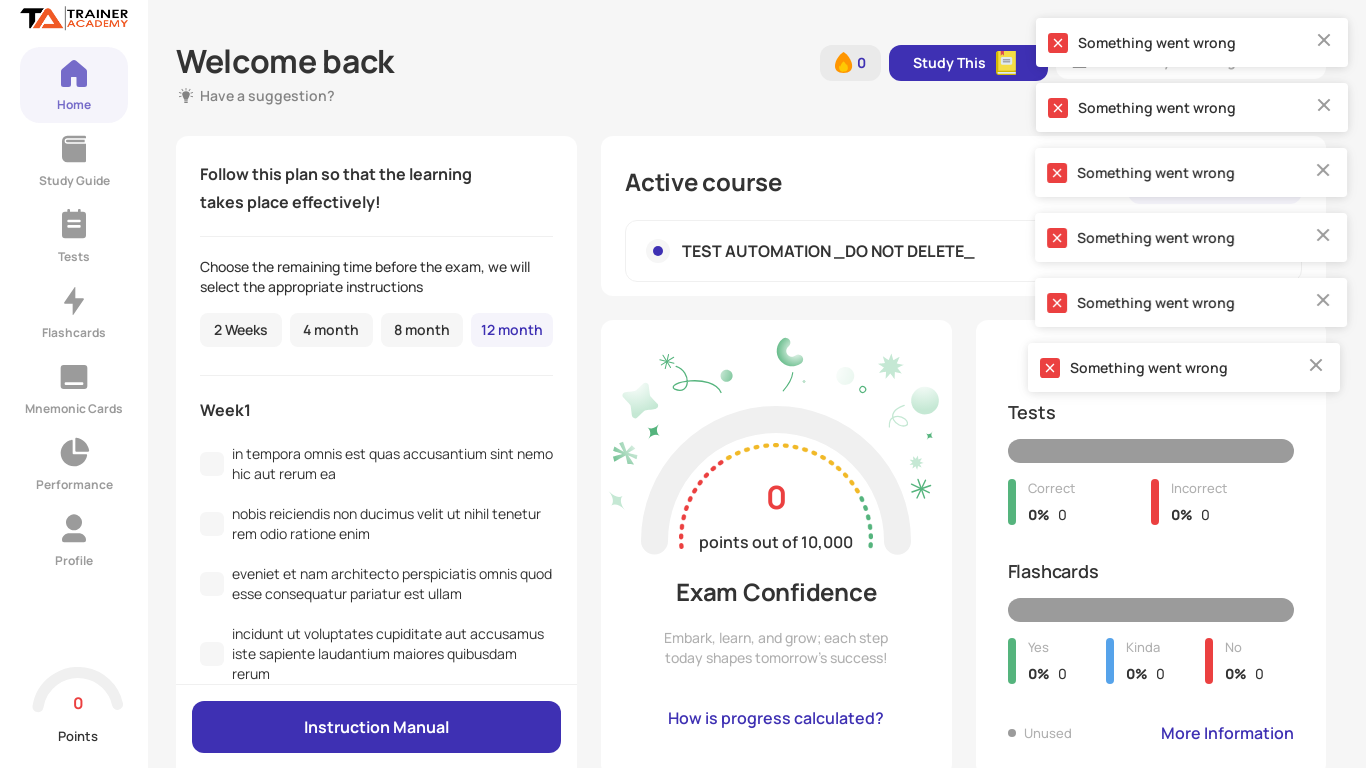 TRAINER
ACADEMY
Home
Study Guide
Tests
Flashcards
Mnemonic Cards
Performance
Profile
0
Points
Welcome back
Have a suggestion?
0
Study This
Something went wrong
Something went wrong
Something went wrong
Something went wrong
Something went wrong
Something went wrong
Follow this plan so that the learning
takes place effectively!
Choose the remaining time before the exam, we will
select the appropriate instructions
2 Weeks
4 month
8 month
12 month
Week1
in tempora omnis est quas accusantium sint nemo
hic aut rerum ea
nobis reiciendis non ducimus velit ut nihil tenetur
rem odio ratione enim
eveniet et nam architecto perspiciatis omnis quod
esse consequatur pariatur est ullam
incidunt ut voluptates cupiditate aut accusamus
iste sapiente laudantium maiores quibusdam
rerum
Instruction Manual
Active course
TEST AUTOMATION _DO NOT DELETE_
0
points out of 10,000
Exam Confidence
Embark, learn, and grow; each step
today shapes tomorrow's success!
How is progress calculated?
Tests
Correct
0% 0
Incorrect
0% 0
Flashcards
Yes
0% 0
Kinda
0% 0
No
0% 0
Unused
More Information